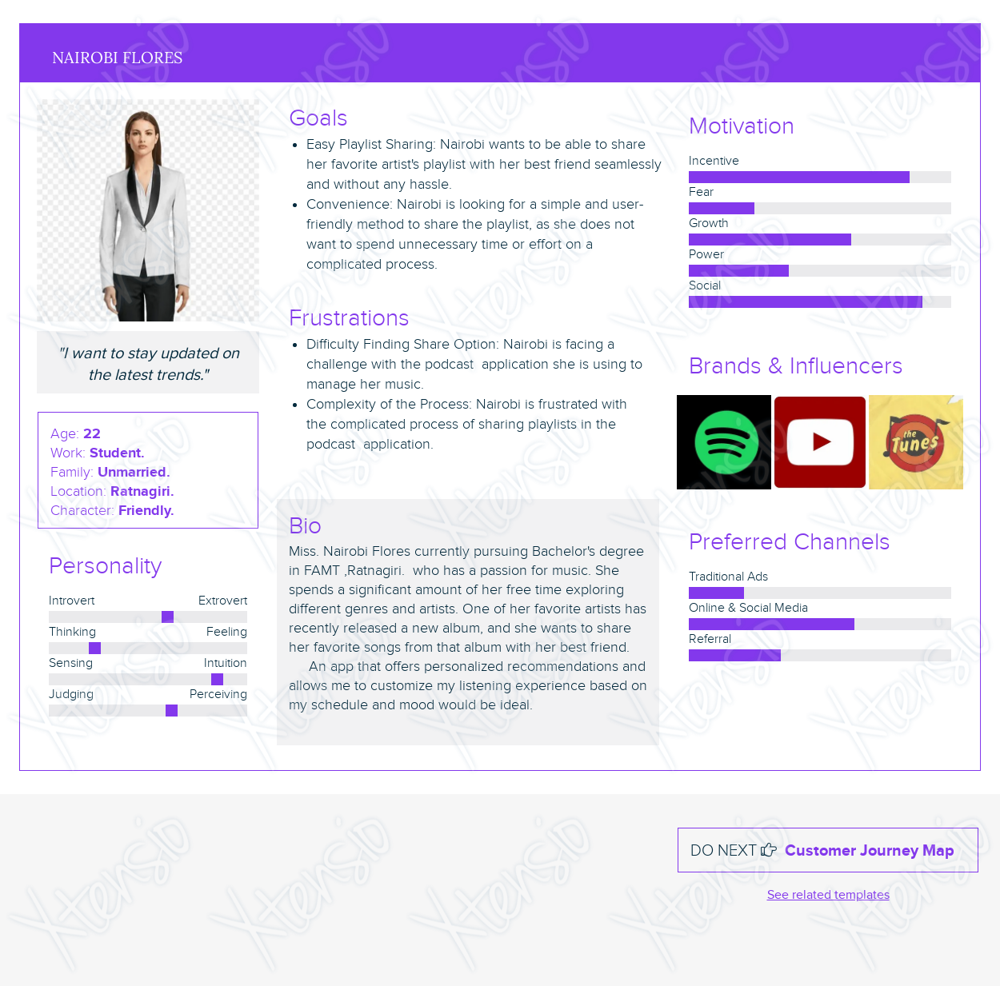 NAIROBI FLORES
"I want to stay updated on
the latest trends."
Age: 22
Work: Student.
Family: Unmarried.
Location: Ratnagiri.
Character: Friendly.
Personality
Introvert Extrovert
Thinking Feeling
Sensing Intuition
Judging Perceiving
Goals
• Easy Playlist Sharing: Nairobi wants to be able to share
her favorite artist's playlist with her best friend seamlessly
and without any hassle.
• Convenience: Nairobi is looking for a simple and user-
friendly method to share the playlist, as she does not
want to spend unnecessary time or effort on a
complicated process.
Frustrations
• Difficulty Finding Share Option: Nairobi is facing a
challenge with the podcast  application she is using to
manage her music.
• Complexity of the Process: Nairobi is frustrated with
the complicated process of sharing playlists in the
podcast  application.
Bio
Miss. Nairobi Flores currently pursuing Bachelor's degree
in FAMT ,Ratnagiri.  who has a passion for music. She
spends a significant amount of her free time exploring
different genres and artists. One of her favorite artists has
recently released a new album, and she wants to share
her favorite songs from that album with her best friend.
An app that offers personalized recommendations and
allows me to customize my listening experience based on
my schedule and mood would be ideal.
Motivation
Incentive
Fear
Growth
Power
Social
Brands & Influencers
the
Tunes
Preferred Channels
Traditional Ads
Online & Social Media
Referral
DO NEXT Customer Journey Map
See related templates
Xtensio